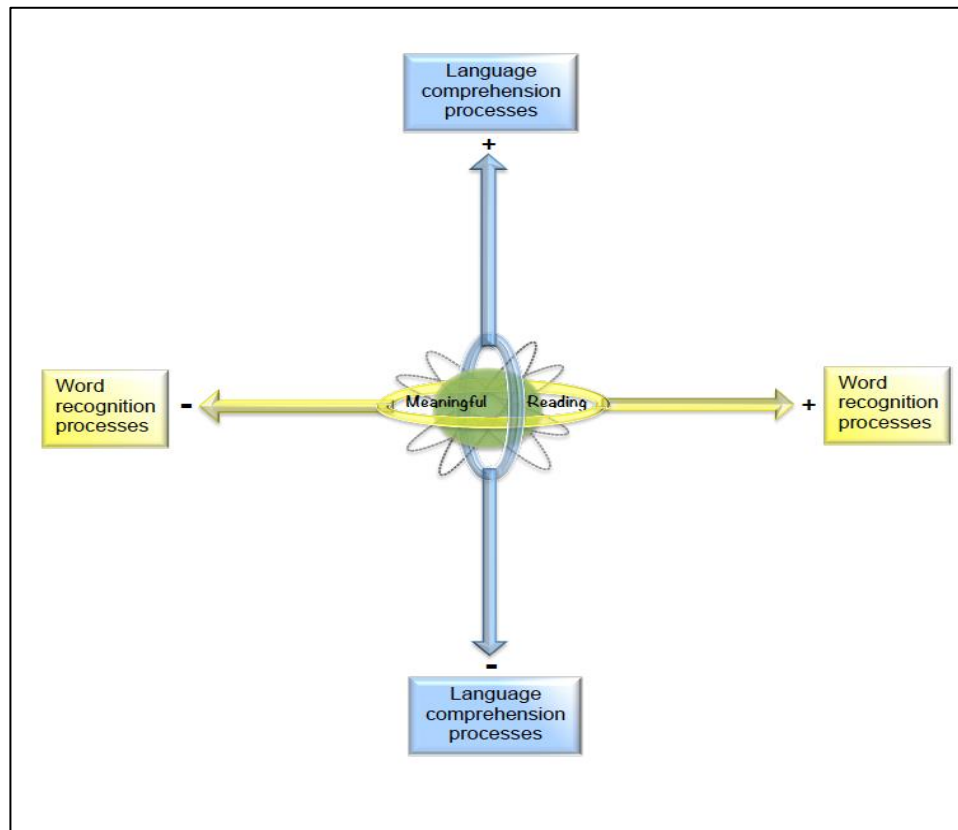 Language
comprehension
processes
+
Word
recognition
processes
-
Meaningful Reading
+
Word
recognition
processes
-
Language
comprehension
processes